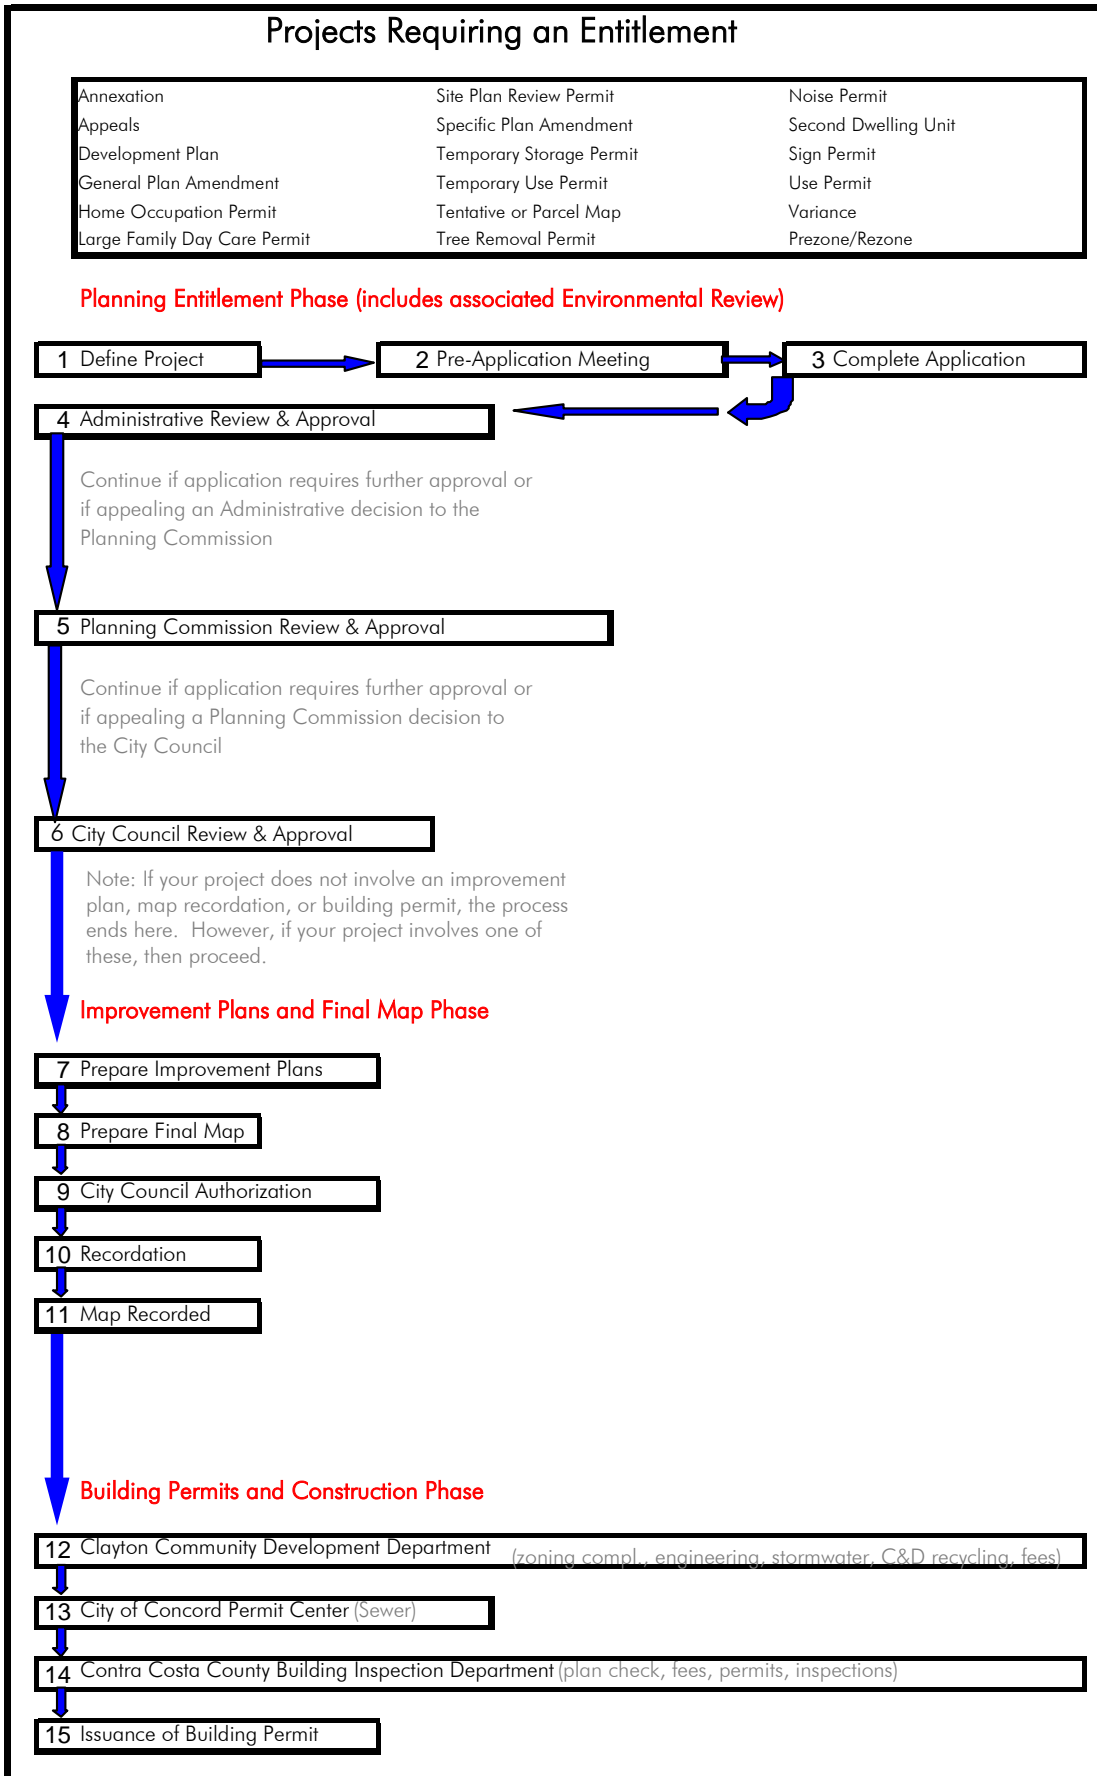 Projects Requiring an Entitlement
Annexation Site Plan Review Permit Noise Permit
Appeals Specific Plan Amendment Second Dwelling Unit
Development Plan Temporary Storage Permit Sign Permit
General Plan Amendment Temporary Use Permit Use Permit
Home Occupation Permit Tentative or Parcel Map Variance
Large Family Day Care Permit Tree Removal Permit Prezone/Rezone
Planning Entitlement Phase (includes associated Environmental Review)
1 Define Project 2 Pre-Application Meeting 3 Complete Application
4 Administrative Review & Approval
Continue if application requires further approval or
if appealing an Administrative decision to the
Planning Commission
5 Planning Commission Review & Approval
Continue if application requires further approval or
if appealing a Planning Commission decision to
the City Council
6 City Council Review & Approval
Note: If your project does not involve an improvement
plan, map recordation, or building permit, the process
ends here. However, if your project involves one of
these, then proceed.
Improvement Plans and Final Map Phase
7 Prepare Improvement Plans
8 Prepare Final Map
9 City Council Authorization
10 Recordation
11 Map Recorded
Building Permits and Construction Phase
12 Clayton Community Development Department (zoning compl., engineering, stormwater, C&D recycling, fees)
13 City of Concord Permit Center (Sewer)
14 Contra Costa County Building Inspection Department (plan check, fees, permits, inspections)
15 Issuance of Building Permit